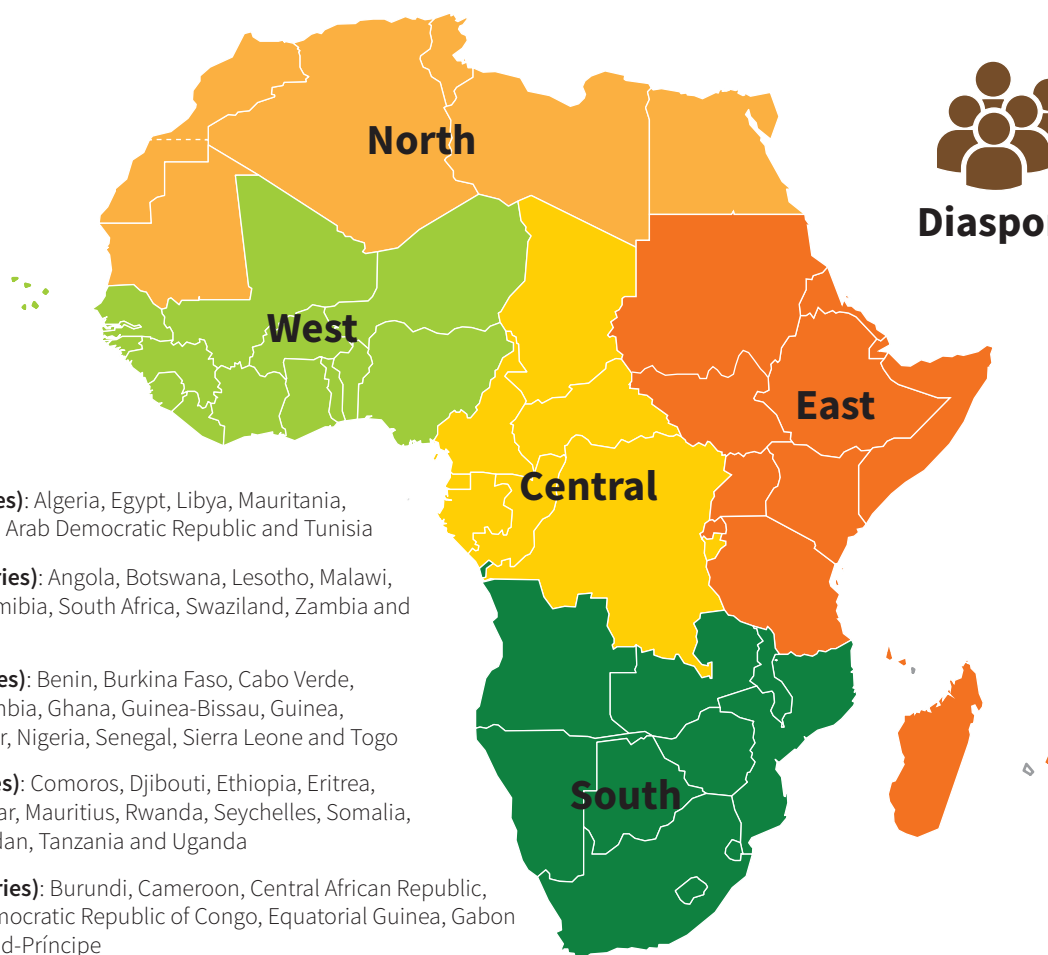 North
Diaspo
West
East
Central
es): Algeria, Egypt, Libya, Mauritania,
Arab Democratic Republic and Tunisia
ries): Angola, Botswana, Lesotho, Malawi,
mibia, South Africa, Swaziland, Zambia and
es): Benin, Burkina Faso, Cabo Verde,
mbia, Ghana, Guinea-Bissau, Guinea,
r, Nigeria, Senegal, Sierra Leone and Togo
es): Comoros, Djibouti, Ethiopia, Eritrea,
ar, Mauritius, Rwanda, Seychelles, Somalia,
dan, Tanzania and Uganda
South
ries): Burundi, Cameroon, Central African Republic,
mocratic Republic of Congo, Equatorial Guinea, Gabon
d-Príncipe